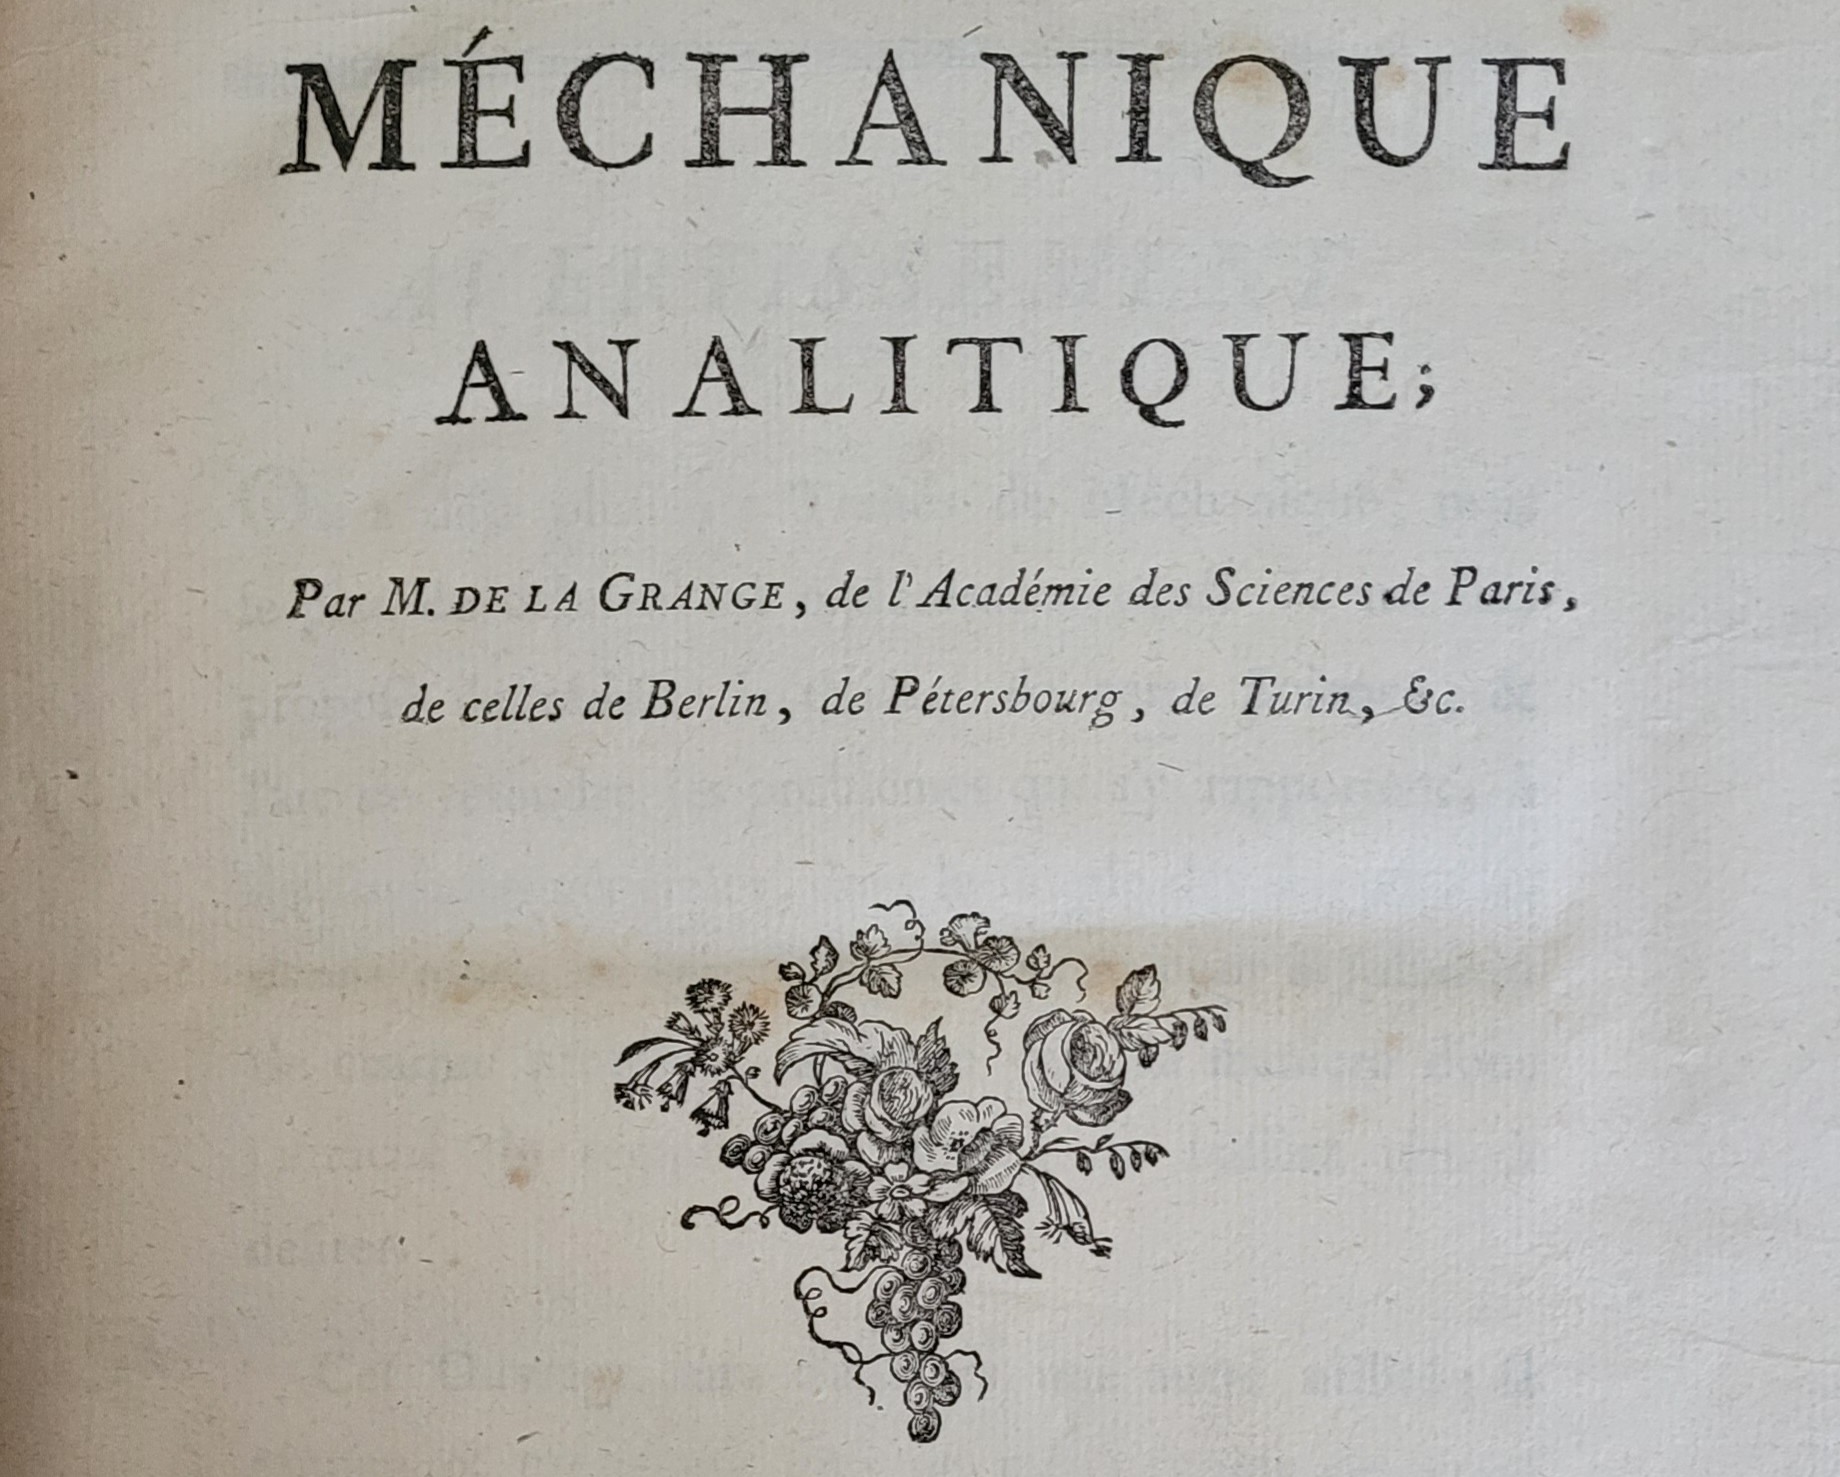 MÉCHANIQUE
ANALITIQUE;
Par M. DE LA GRANGE, de l'Académie des Sciences de Paris,
de celles de Berlin, de Pétersbourg, de Turin, &c.